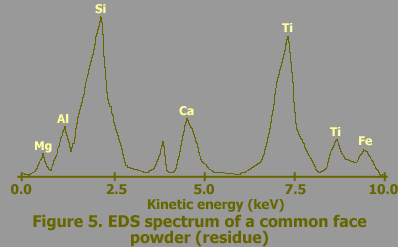 Si
Ti
Al
Ca
Mg
Ti
Fe
0.0 2.5 5.0 7.5 10.0
Kinetic energy (keV)
Figure 5. EDS spectrum of a common face
powder (residue)